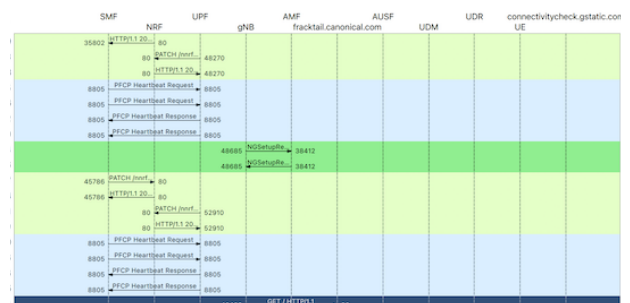 SMF UPF AMF AUSF UDR connectivitycheck.gstatic.com
NRF gNB fracktail.canonical.com UDM UE
35802 HTTP/1.1 20... 80
80 PATCH /nnrf... 48270
80 HTTP/1.1 20... 48270
8805 PFCP Heartbeat Request 8805
8805 PFCP Heartbeat Request 8805
8805 PFCP Heartbeat Response 8805
8805 PFCP Heartbeat Response 8805
48685 NGSetupRe... 38412
48685 NGSetupRe... 38412
45786 PATCH /nnrf... 80
45786 HTTP/1.1 20... 80
80 PATCH /nnrf... 52910
80 HTTP/1.1 20... 52910
8805 PFCP Heartbeat Request 8805
8805 PFCP Heartbeat Request 8805
8805 PFCP Heartbeat Response 8805
8805 PFCP Heartbeat Response 8805
GET / HTTP/1.1